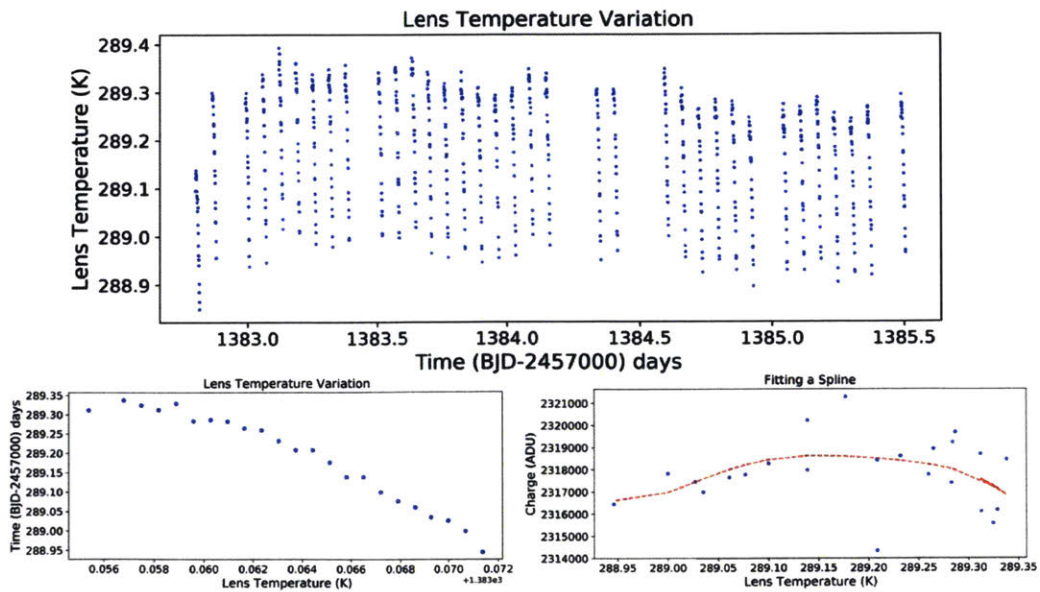 Lens Temperature Variation
Lens Temperature (K)
289.4
289.3
289.2
289.1
289.0
288.9
1383.0 1383.5 1384.0 1384.5 1385.0 1385.5
Time (BJD-2457000) days
Lens Temperature Variation
Time (BJD-2457000) days
289.35
289.30
289.25
289.20
289.15
289.10
289.05
289.00
288.95
0.056 0.058 0.060 0.062 0.064 0.066 0.068 0.070 0.072
Lens Temperature (K)
+1.383e3
Fitting a Spline
Charge (ADU)
2321000
2320000
2319000
2318000
2317000
2316000
2315000
2314000
288.95 289.00 289.05 289.10 289.15 289.20 289.25 289.30 289.35
Lens Temperature (K)